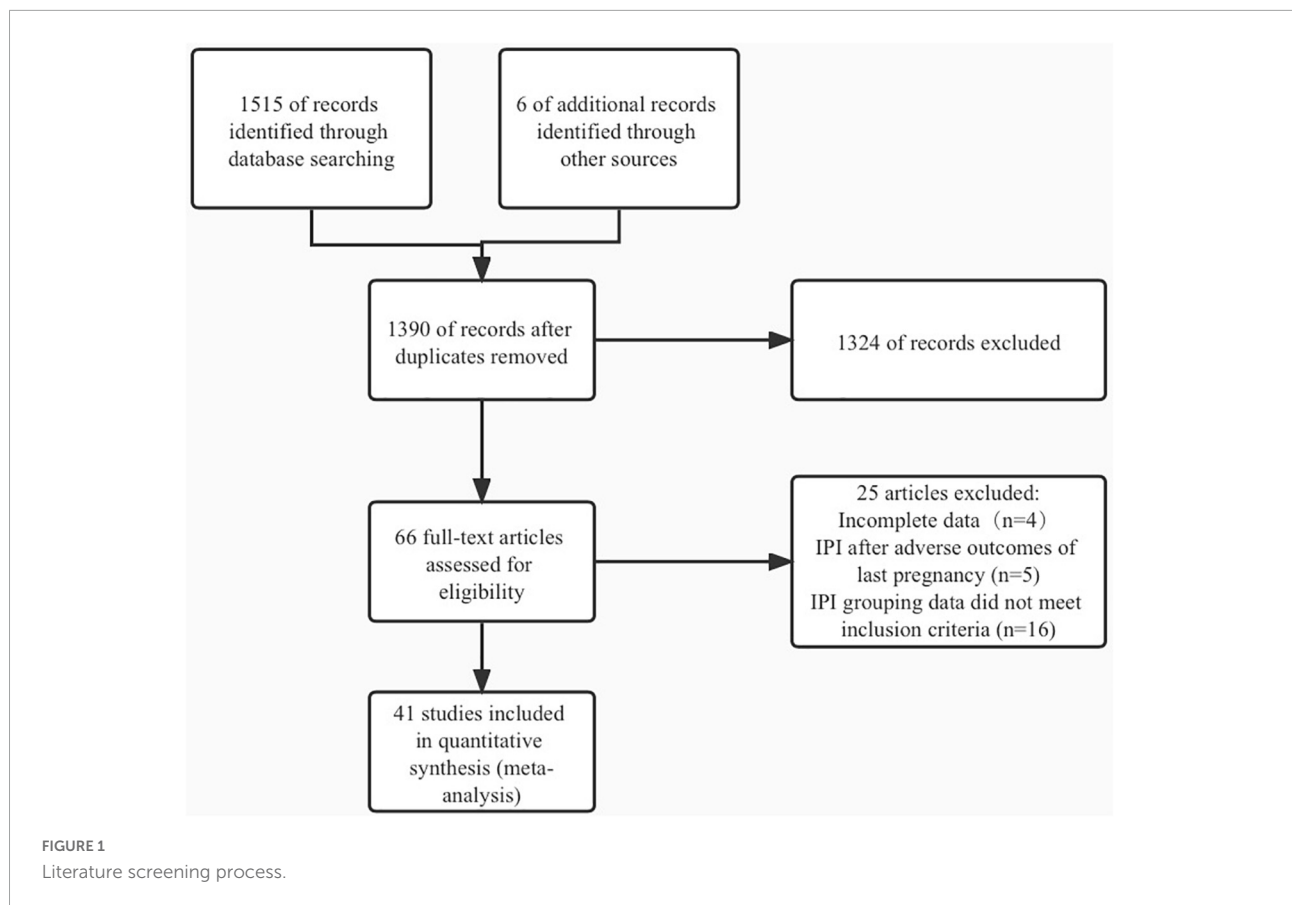 1515 of records
identified through
database searching
6 of additional records
identified through
other sources
1390 of records after
duplicates removed
1324 of records excluded
66 full-text articles
assessed for
eligibility
25 articles excluded:
Incomplete data（n=4）
IPI after adverse outcomes of
last pregnancy (n=5)
IPI grouping data did not meet
inclusion criteria (n=16)
41 studies included
in quantitative
synthesis (meta-
analysis)
FIGURE 1
Literature screening process.